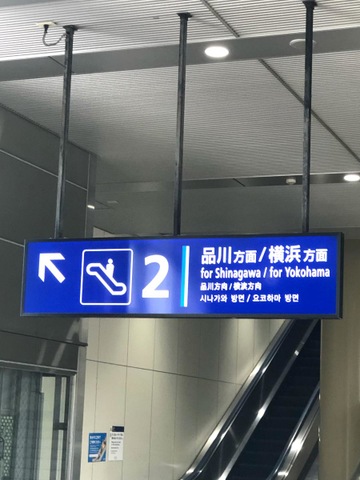 2
品川方面/横浜方面
for Shinagawa / for Yokohama
品川方向/横滨方向
시나가와 방면 / 요코하마 방면